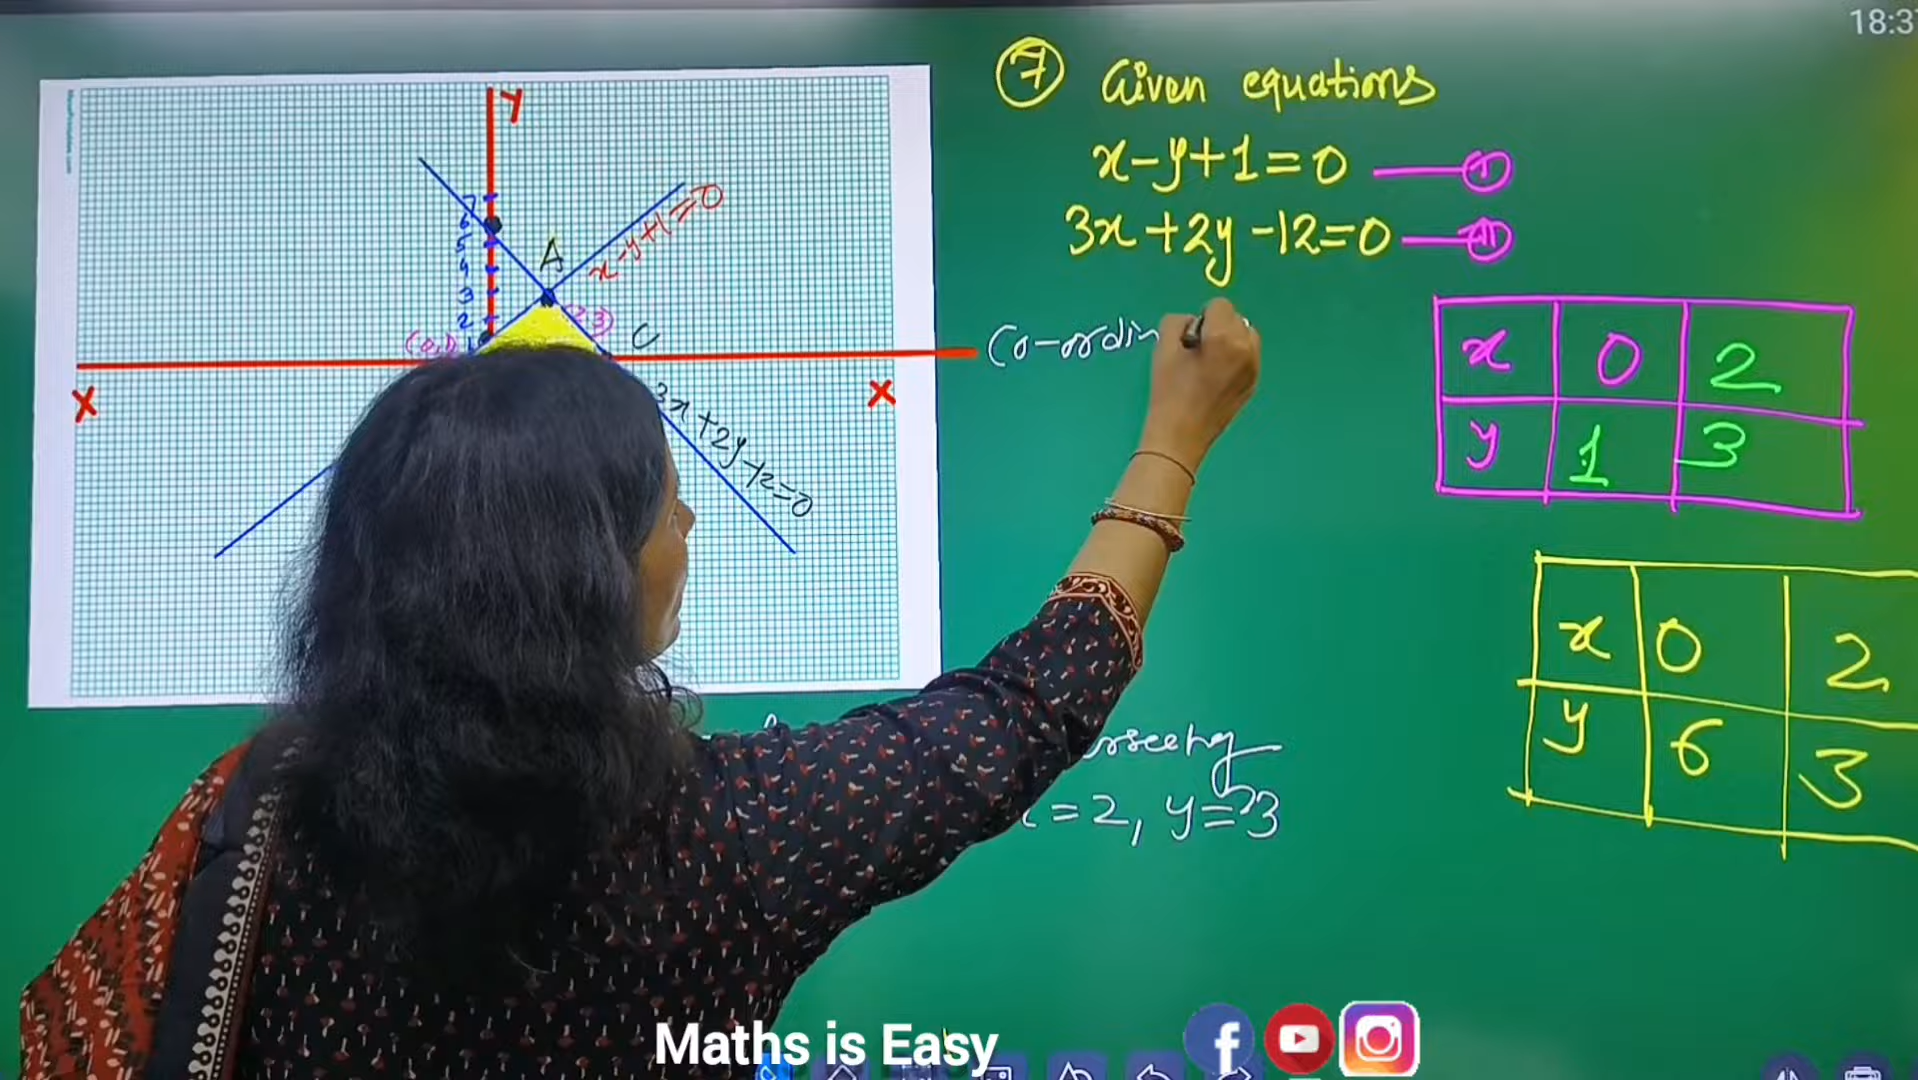 18:3
7 Given equations
x-y+1=0 — I
3x+2y-12=0 — II
Y
7
6
5
4
3
2
1
A
x-y+1=0
(2,3)
(0,1)
C
X
X
3x+2y-12=0
Co-ordin
x 0 2
y 1 3
x 0 2
y 6 3
=2, y=3
Maths is Easy